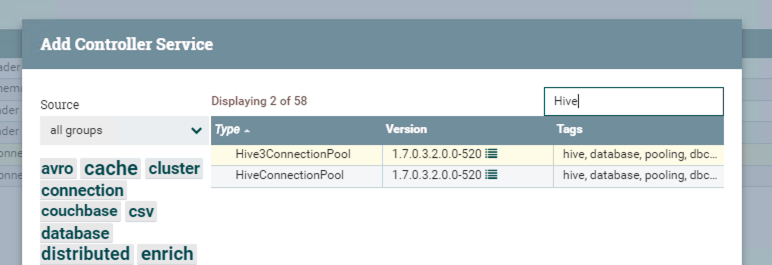 Add Controller Service
Source
Displaying 2 of 58
Hive
all groups
Type
Version
Tags
Hive3ConnectionPool
1.7.0.3.2.0.0-520
hive, database, pooling, dbc...
HiveConnectionPool
1.7.0.3.2.0.0-520
hive, database, pooling, dbc...
avro cache cluster
connection
couchbase csv
database
distributed enrich